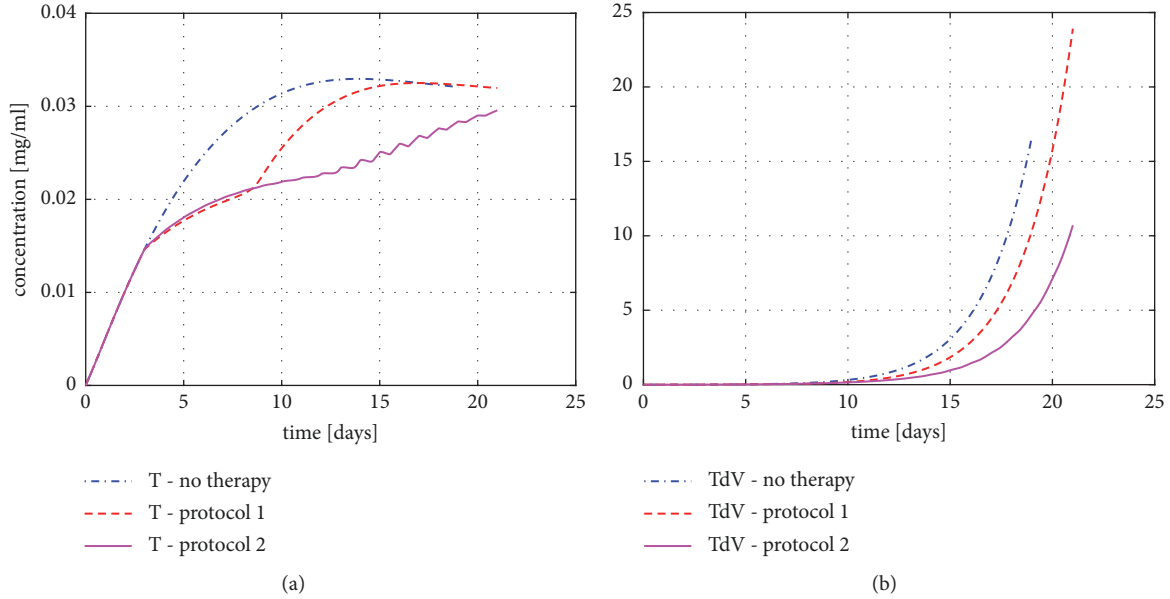 0.04
0.03
0.02
0.01
0
concentration [mg/ml]
0 5 10 15 20 25
time [days]
T - no therapy
T - protocol 1
T - protocol 2
(a)
25
20
15
10
5
0
0 5 10 15 20 25
time [days]
TdV - no therapy
TdV - protocol 1
TdV - protocol 2
(b)